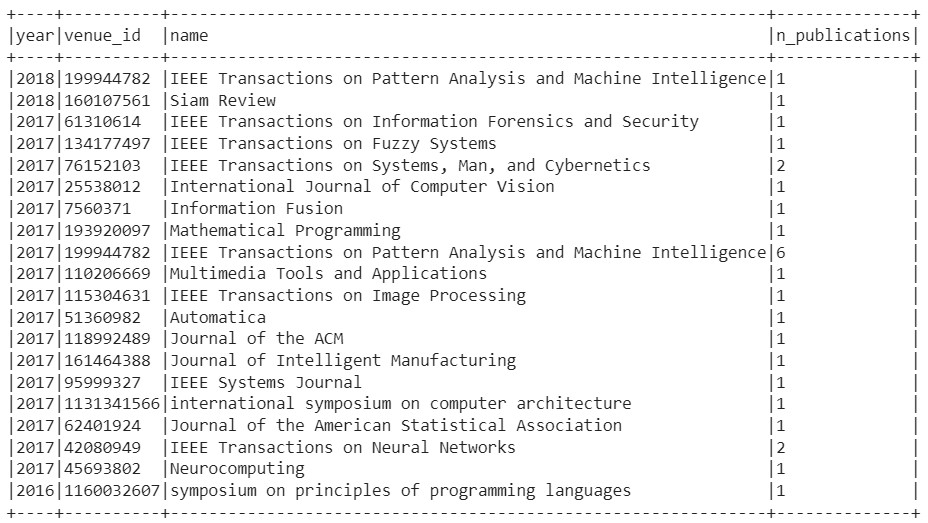 +----+----------+--------------------------------------------------------------+--------------+
|year|venue_id  |name                                                          |n_publications|
+----+----------+--------------------------------------------------------------+--------------+
|2018|199944782 |IEEE Transactions on Pattern Analysis and Machine Intelligence|1             |
|2018|160107561 |Siam Review                                                   |1             |
|2017|61310614  |IEEE Transactions on Information Forensics and Security       |1             |
|2017|134177497 |IEEE Transactions on Fuzzy Systems                            |1             |
|2017|76152103  |IEEE Transactions on Systems, Man, and Cybernetics            |2             |
|2017|25538012  |International Journal of Computer Vision                      |1             |
|2017|7560371   |Information Fusion                                            |1             |
|2017|193920097 |Mathematical Programming                                      |1             |
|2017|199944782 |IEEE Transactions on Pattern Analysis and Machine Intelligence|6             |
|2017|110206669 |Multimedia Tools and Applications                             |1             |
|2017|115304631 |IEEE Transactions on Image Processing                         |1             |
|2017|51360982  |Automatica                                                    |1             |
|2017|118992489 |Journal of the ACM                                            |1             |
|2017|161464388 |Journal of Intelligent Manufacturing                          |1             |
|2017|95999327  |IEEE Systems Journal                                          |1             |
|2017|1131341566|international symposium on computer architecture              |1             |
|2017|62401924  |Journal of the American Statistical Association               |1             |
|2017|42080949  |IEEE Transactions on Neural Networks                          |2             |
|2017|45693802  |Neurocomputing                                                |1             |
|2016|1160032607|symposium on principles of programming languages              |1             |
+----+----------+--------------------------------------------------------------+--------------+